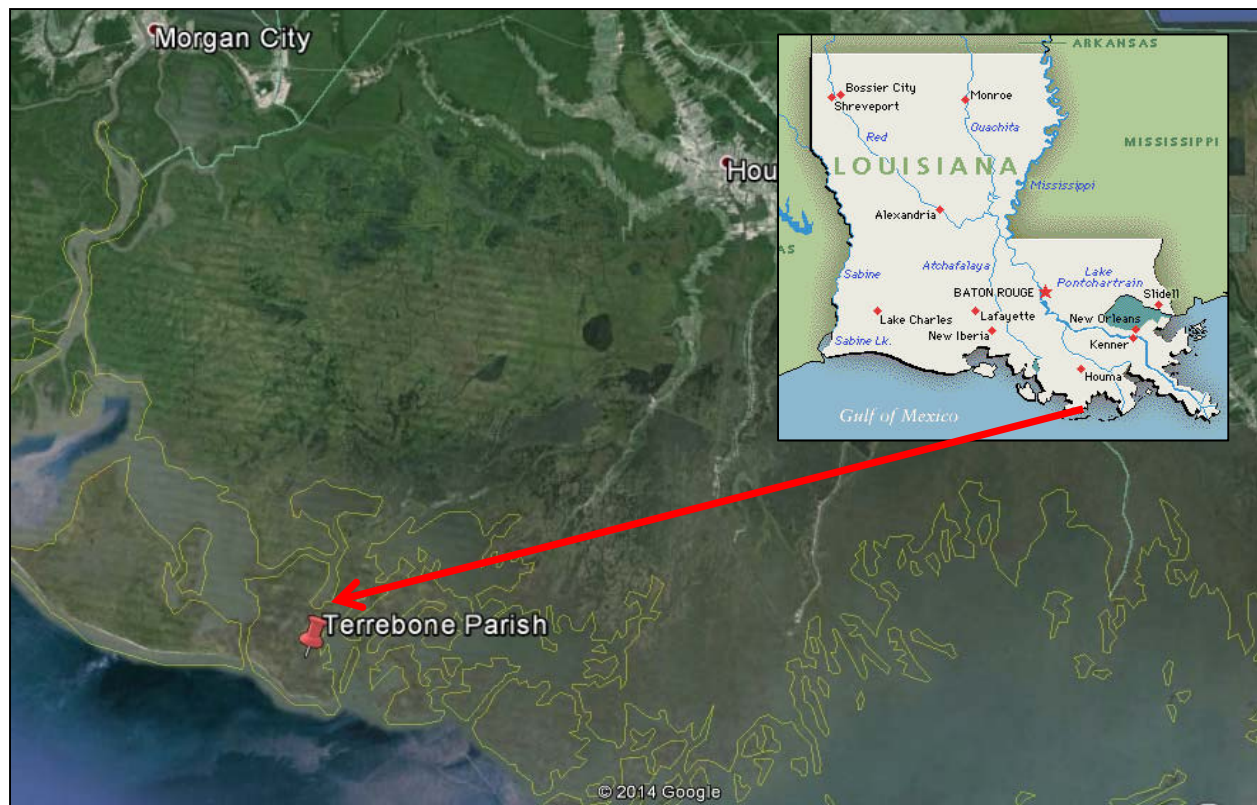 Morgan City
Hou
Terrebone Parish
© 2014 Google
ARKANSAS
Bossier City
Shreveport
Monroe
Red
Ouachita
MISSISSIPPI
LOUISIANA
Mississippi
Alexandria
AS
Sabine
Atchafalaya
Lake
Pontchartrain
BATON ROUGE
Slidell
Lake Charles
Lafayette
New Orleans
Sabine Lk.
New Iberia
Kenner
Houma
Gulf of Mexico